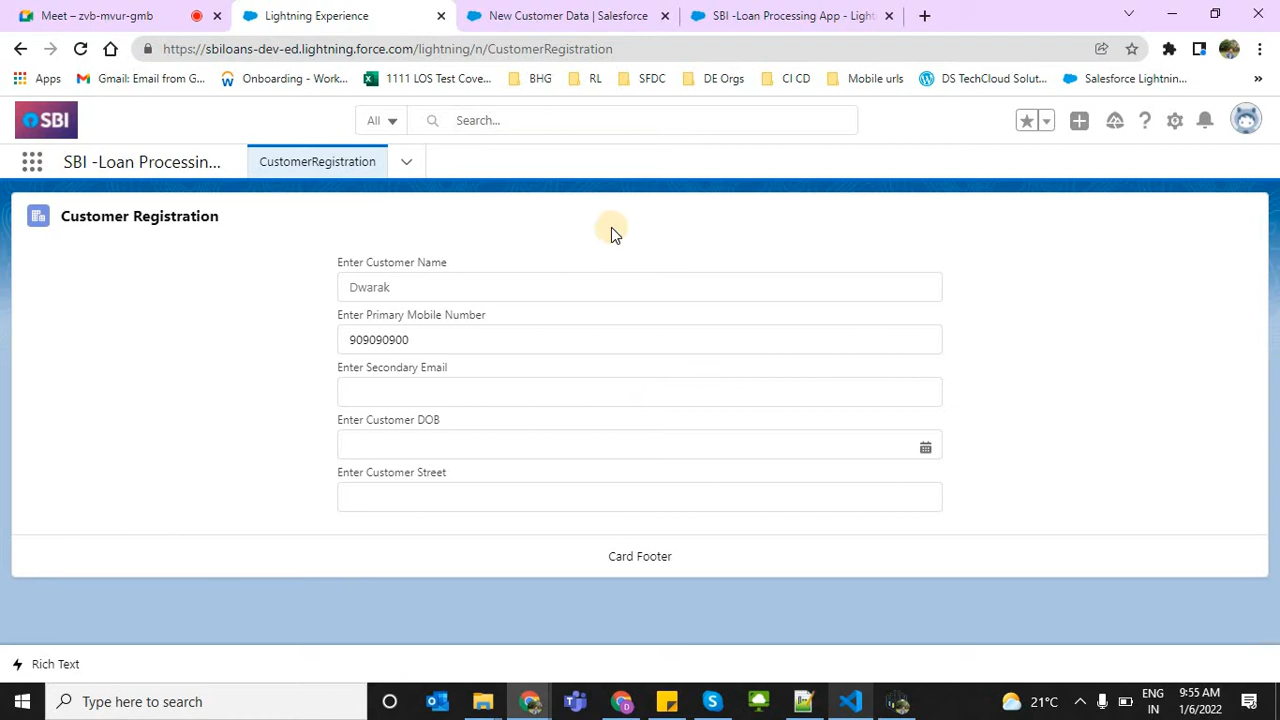 Meet – zvb-mvur-gmb
Lightning Experience
New Customer Data | Salesforce
SBI -Loan Processing App - Light
https://sbiloans-dev-ed.lightning.force.com/lightning/n/CustomerRegistration
Apps
Gmail: Email from G...
Onboarding - Work...
1111 LOS Test Cove...
BHG
RL
SFDC
DE Orgs
CI CD
Mobile urls
DS TechCloud Solut...
Salesforce Lightnin...
»
SBI
All
Search...
SBI -Loan Processin...
CustomerRegistration
Customer Registration
Enter Customer Name
Dwarak
Enter Primary Mobile Number
909090900
Enter Secondary Email
Enter Customer DOB
Enter Customer Street
Card Footer
Rich Text
Type here to search
21°C
ENG
IN
9:55 AM
1/6/2022